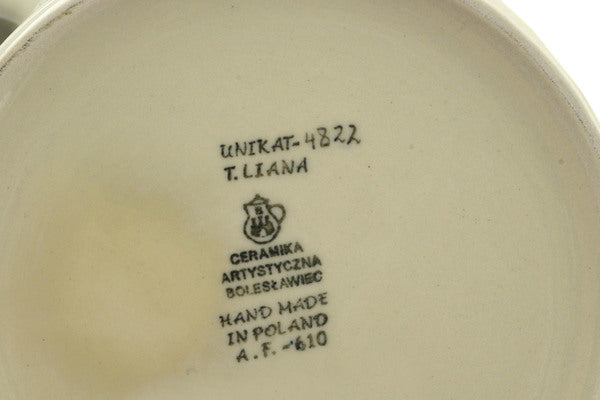 UNIKAT-4822
T. LIANA
CERAMIKA
ARTYSTYCZNA
BOLESŁAWIEC
HAND MADE
IN POLAND
A.F.-610